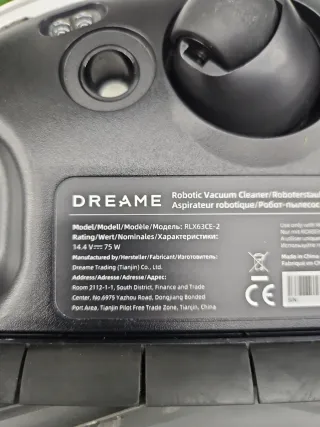 DREAME
Robotic Vacuum Cleaner/
Aspirateur robotique/Робот-пылесос
Model/Modell/Modèle/Модель: RLX63CE-2
Rating/Wert/Nominales/Характеристики:
14.4 V⎓ 75 W
Manufactured by/Hersteller/Fabricant/Изготовитель:
Dreame Trading (Tianjin) Co., Ltd.
Address/Adresse/Adresse/Адрес:
Room 2112-1-1, South District, Finance and Trade
Center, No.6975 Yazhou Road, Dongjiang Bonded
Port Area, Tianjin Pilot Free Trade Zone, Tianjin, China
Use only with
Made in China
CE